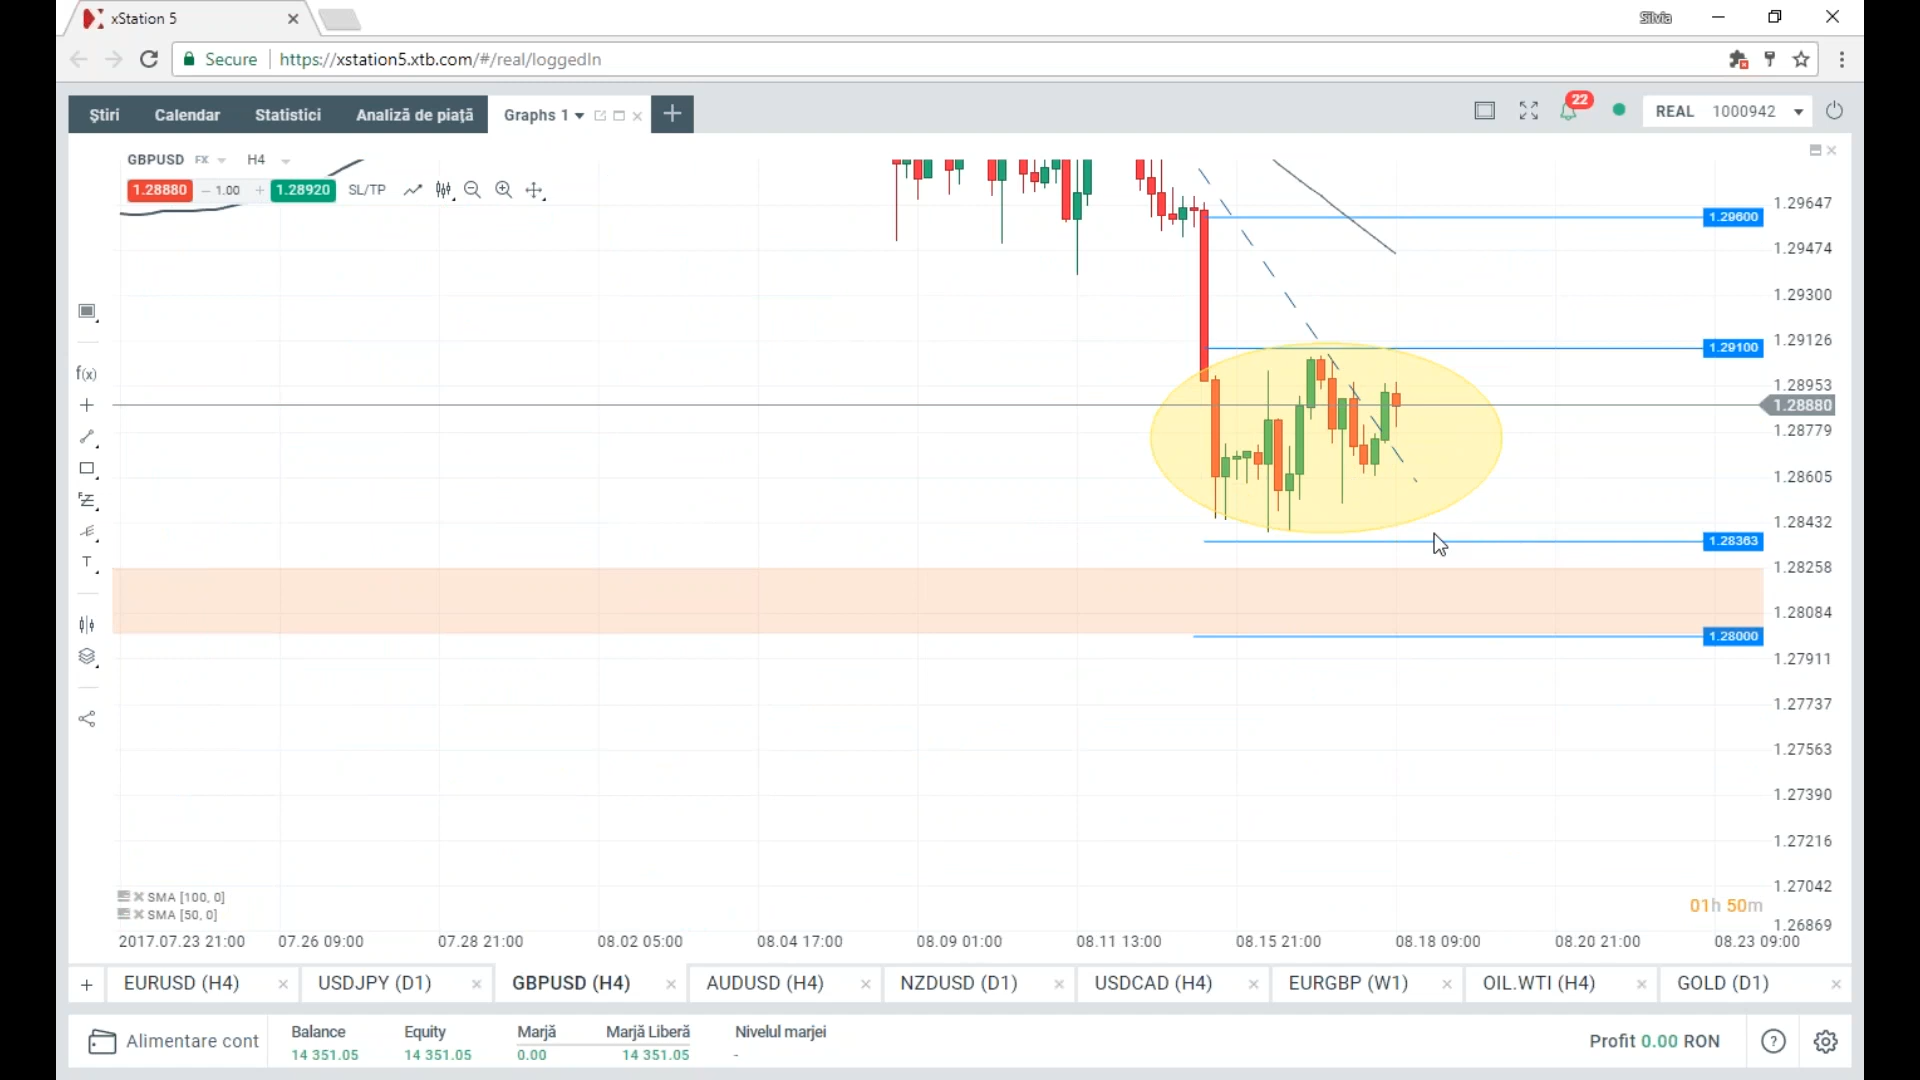 xStation 5
Silvia
Secure https://xstation5.xtb.com/#/real/loggedIn
Știri Calendar Statistici Analiză de piață Graphs 1
22
REAL 1000942
GBPUSD FX H4
1.28880 1.00 1.28920 SL/TP
f(x)
T
1.29647
1.29600
1.29474
1.29300
1.29126
1.29100
1.28953
1.28880
1.28779
1.28605
1.28432
1.28363
1.28258
1.28084
1.28000
1.27911
1.27737
1.27563
1.27390
1.27216
1.27042
1.26869
SMA [100, 0]
SMA [50, 0]
01h 50m
2017.07.23 21:00 07.26 09:00 07.28 21:00 08.02 05:00 08.04 17:00 08.09 01:00 08.11 13:00 08.15 21:00 08.18 09:00 08.20 21:00 08.23 09:00
EURUSD (H4) USDJPY (D1) GBPUSD (H4) AUDUSD (H4) NZDUSD (D1) USDCAD (H4) EURGBP (W1) OIL.WTI (H4) GOLD (D1)
Alimentare cont
Balance Equity Marjă Marjă Liberă Nivelul marjei
14 351.05 14 351.05 0.00 14 351.05 -
Profit 0.00 RON